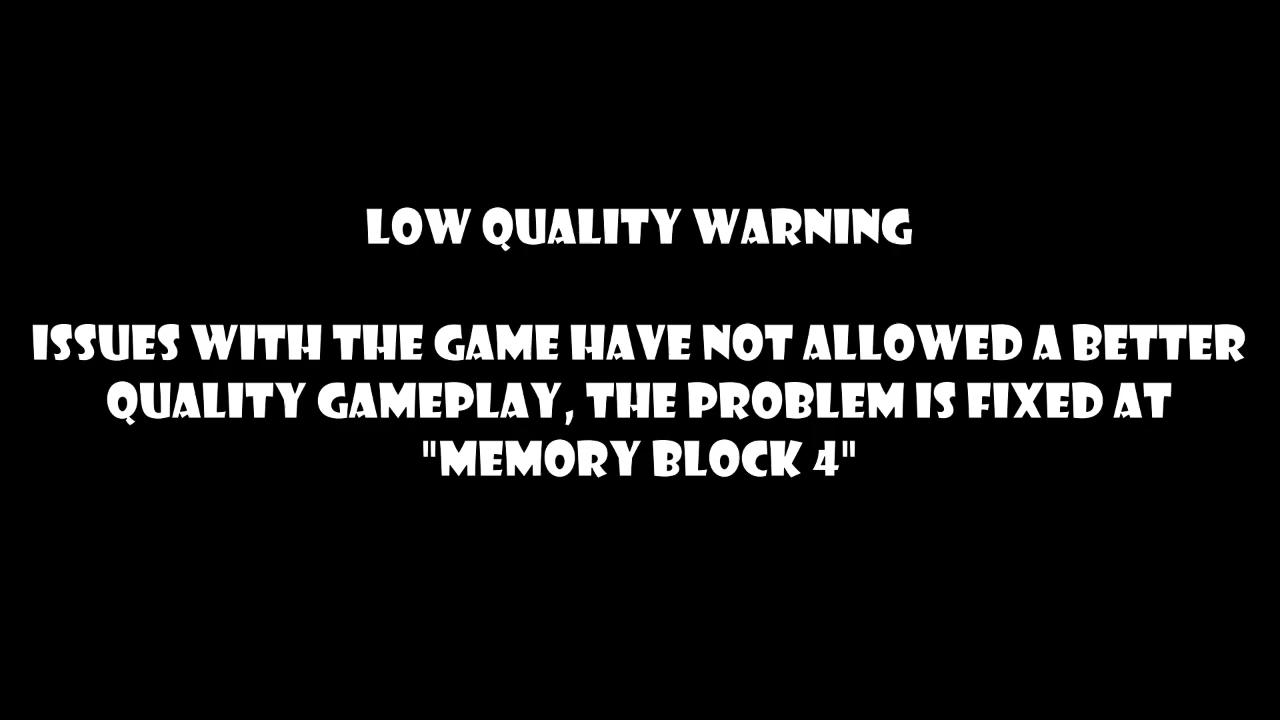 LOW QUALITY WARNING
ISSUES WITH THE GAME HAVE NOT ALLOWED A BETTER
QUALITY GAMEPLAY, THE PROBLEM IS FIXED AT
"MEMORY BLOCK 4"